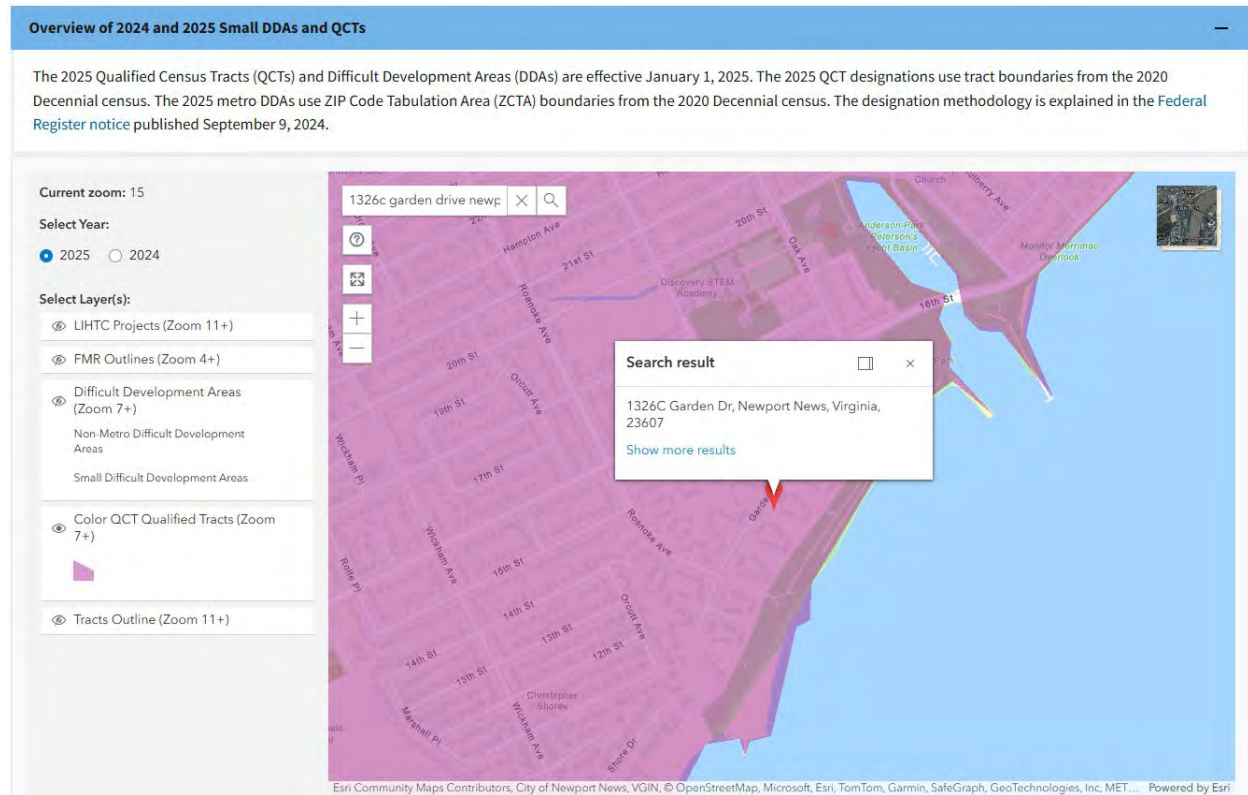 Overview of 2024 and 2025 Small DDAs and QCTs
The 2025 Qualified Census Tracts (QCTs) and Difficult Development Areas (DDAs) are effective January 1, 2025. The 2025 QCT designations use tract boundaries from the 2020
Decennial census. The 2025 metro DDAs use ZIP Code Tabulation Area (ZCTA) boundaries from the 2020 Decennial census. The designation methodology is explained in the Federal
Register notice published September 9, 2024.
Current zoom: 15
Select Year:
2025
2024
Select Layer(s):
LIHTC Projects (Zoom 11+)
FMR Outlines (Zoom 4+)
Difficult Development Areas
(Zoom 7+)
Non-Metro Difficult Development
Areas
Small Difficult Development Areas
Color QCT Qualified Tracts (Zoom
7+)
Tracts Outline (Zoom 11+)
1326c garden drive newp
Church
Hampton Ave
21st St
20th St
Oak Ave
Anderson Park
Peterson's
Yacht Basin
Monitor Merrimac
Overlook
Discovery STEM
Academy
Roanoke Ave
16th St
20th St
Orcutt Ave
19th St
Search result
1326C Garden Dr, Newport News, Virginia,
23607
Show more results
Wickham Pl
17th St
Garde
Roanoke Ave
Wickham Ave
Rolfe Pl
15th St
14th St
Orcutt Ave
13th St
12th St
14th St
13th St
Christopher
Shores
Marshall Pl
Wickham Ave
Shore Dr
Esri Community Maps Contributors, City of Newport News, VGIN, © OpenStreetMap, Microsoft, Esri, TomTom, Garmin, SafeGraph, GeoTechnologies, Inc, MET...
Powered by Esri